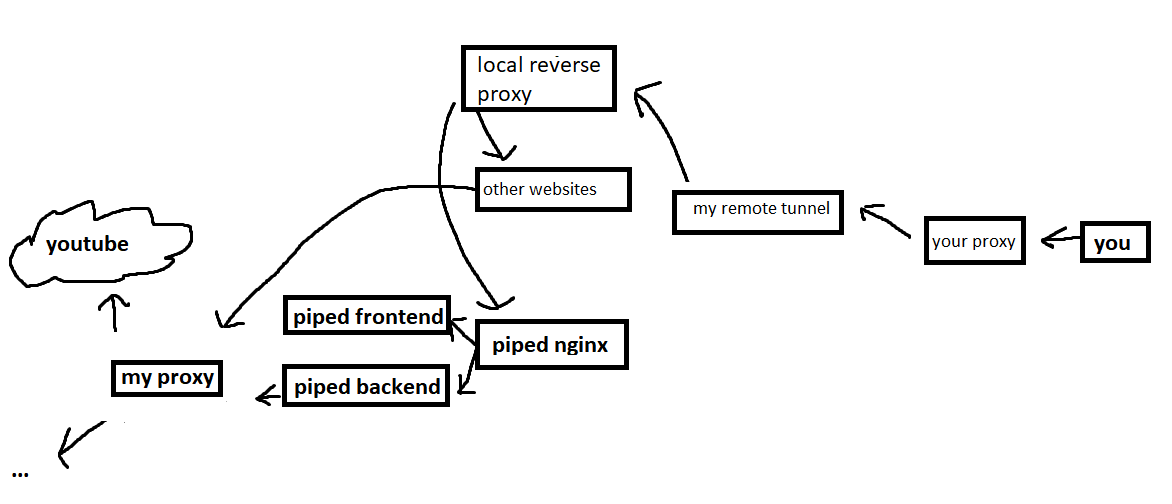 local reverse
proxy
other websites
my remote tunnel
your proxy
you
youtube
piped frontend
piped nginx
my proxy
piped backend
...